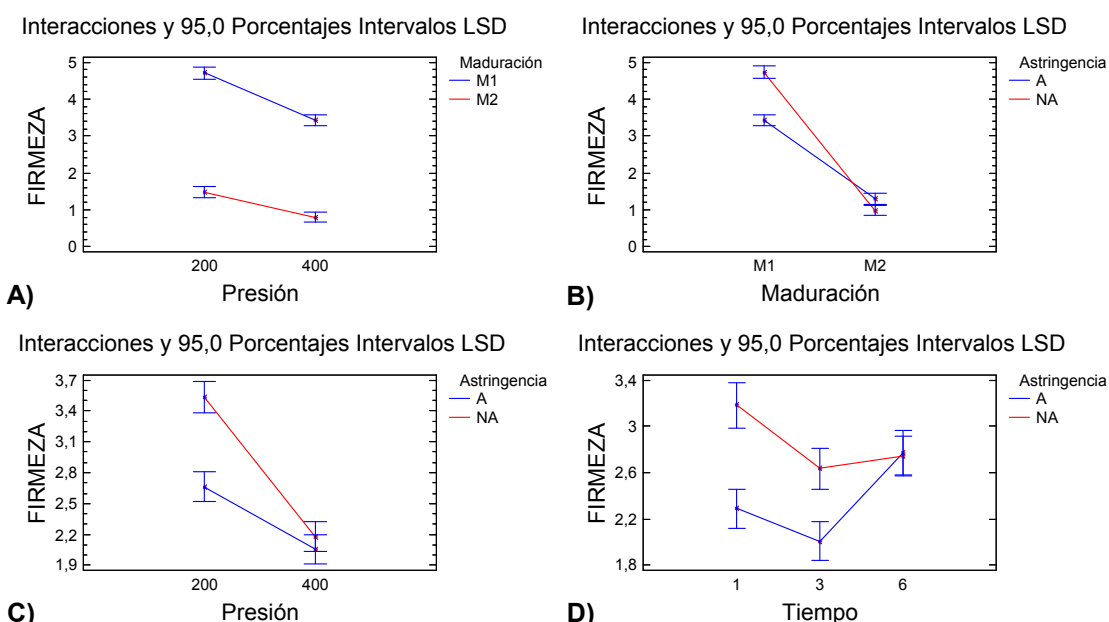 Interacciones y 95,0 Porcentajes Intervalos LSD
Maduración
M1
M2
5
4
3
2
1
0
FIRMEZA
200
400
Presión
A)
Interacciones y 95,0 Porcentajes Intervalos LSD
Astringencia
A
NA
5
4
3
2
1
0
FIRMEZA
M1
M2
Maduración
B)
Interacciones y 95,0 Porcentajes Intervalos LSD
Astringencia
A
NA
3,7
3,4
3,1
2,8
2,5
2,2
1,9
FIRMEZA
200
400
Presión
C)
Interacciones y 95,0 Porcentajes Intervalos LSD
Astringencia
A
NA
3,4
3
2,6
2,2
1,8
FIRMEZA
1
3
6
Tiempo
D)